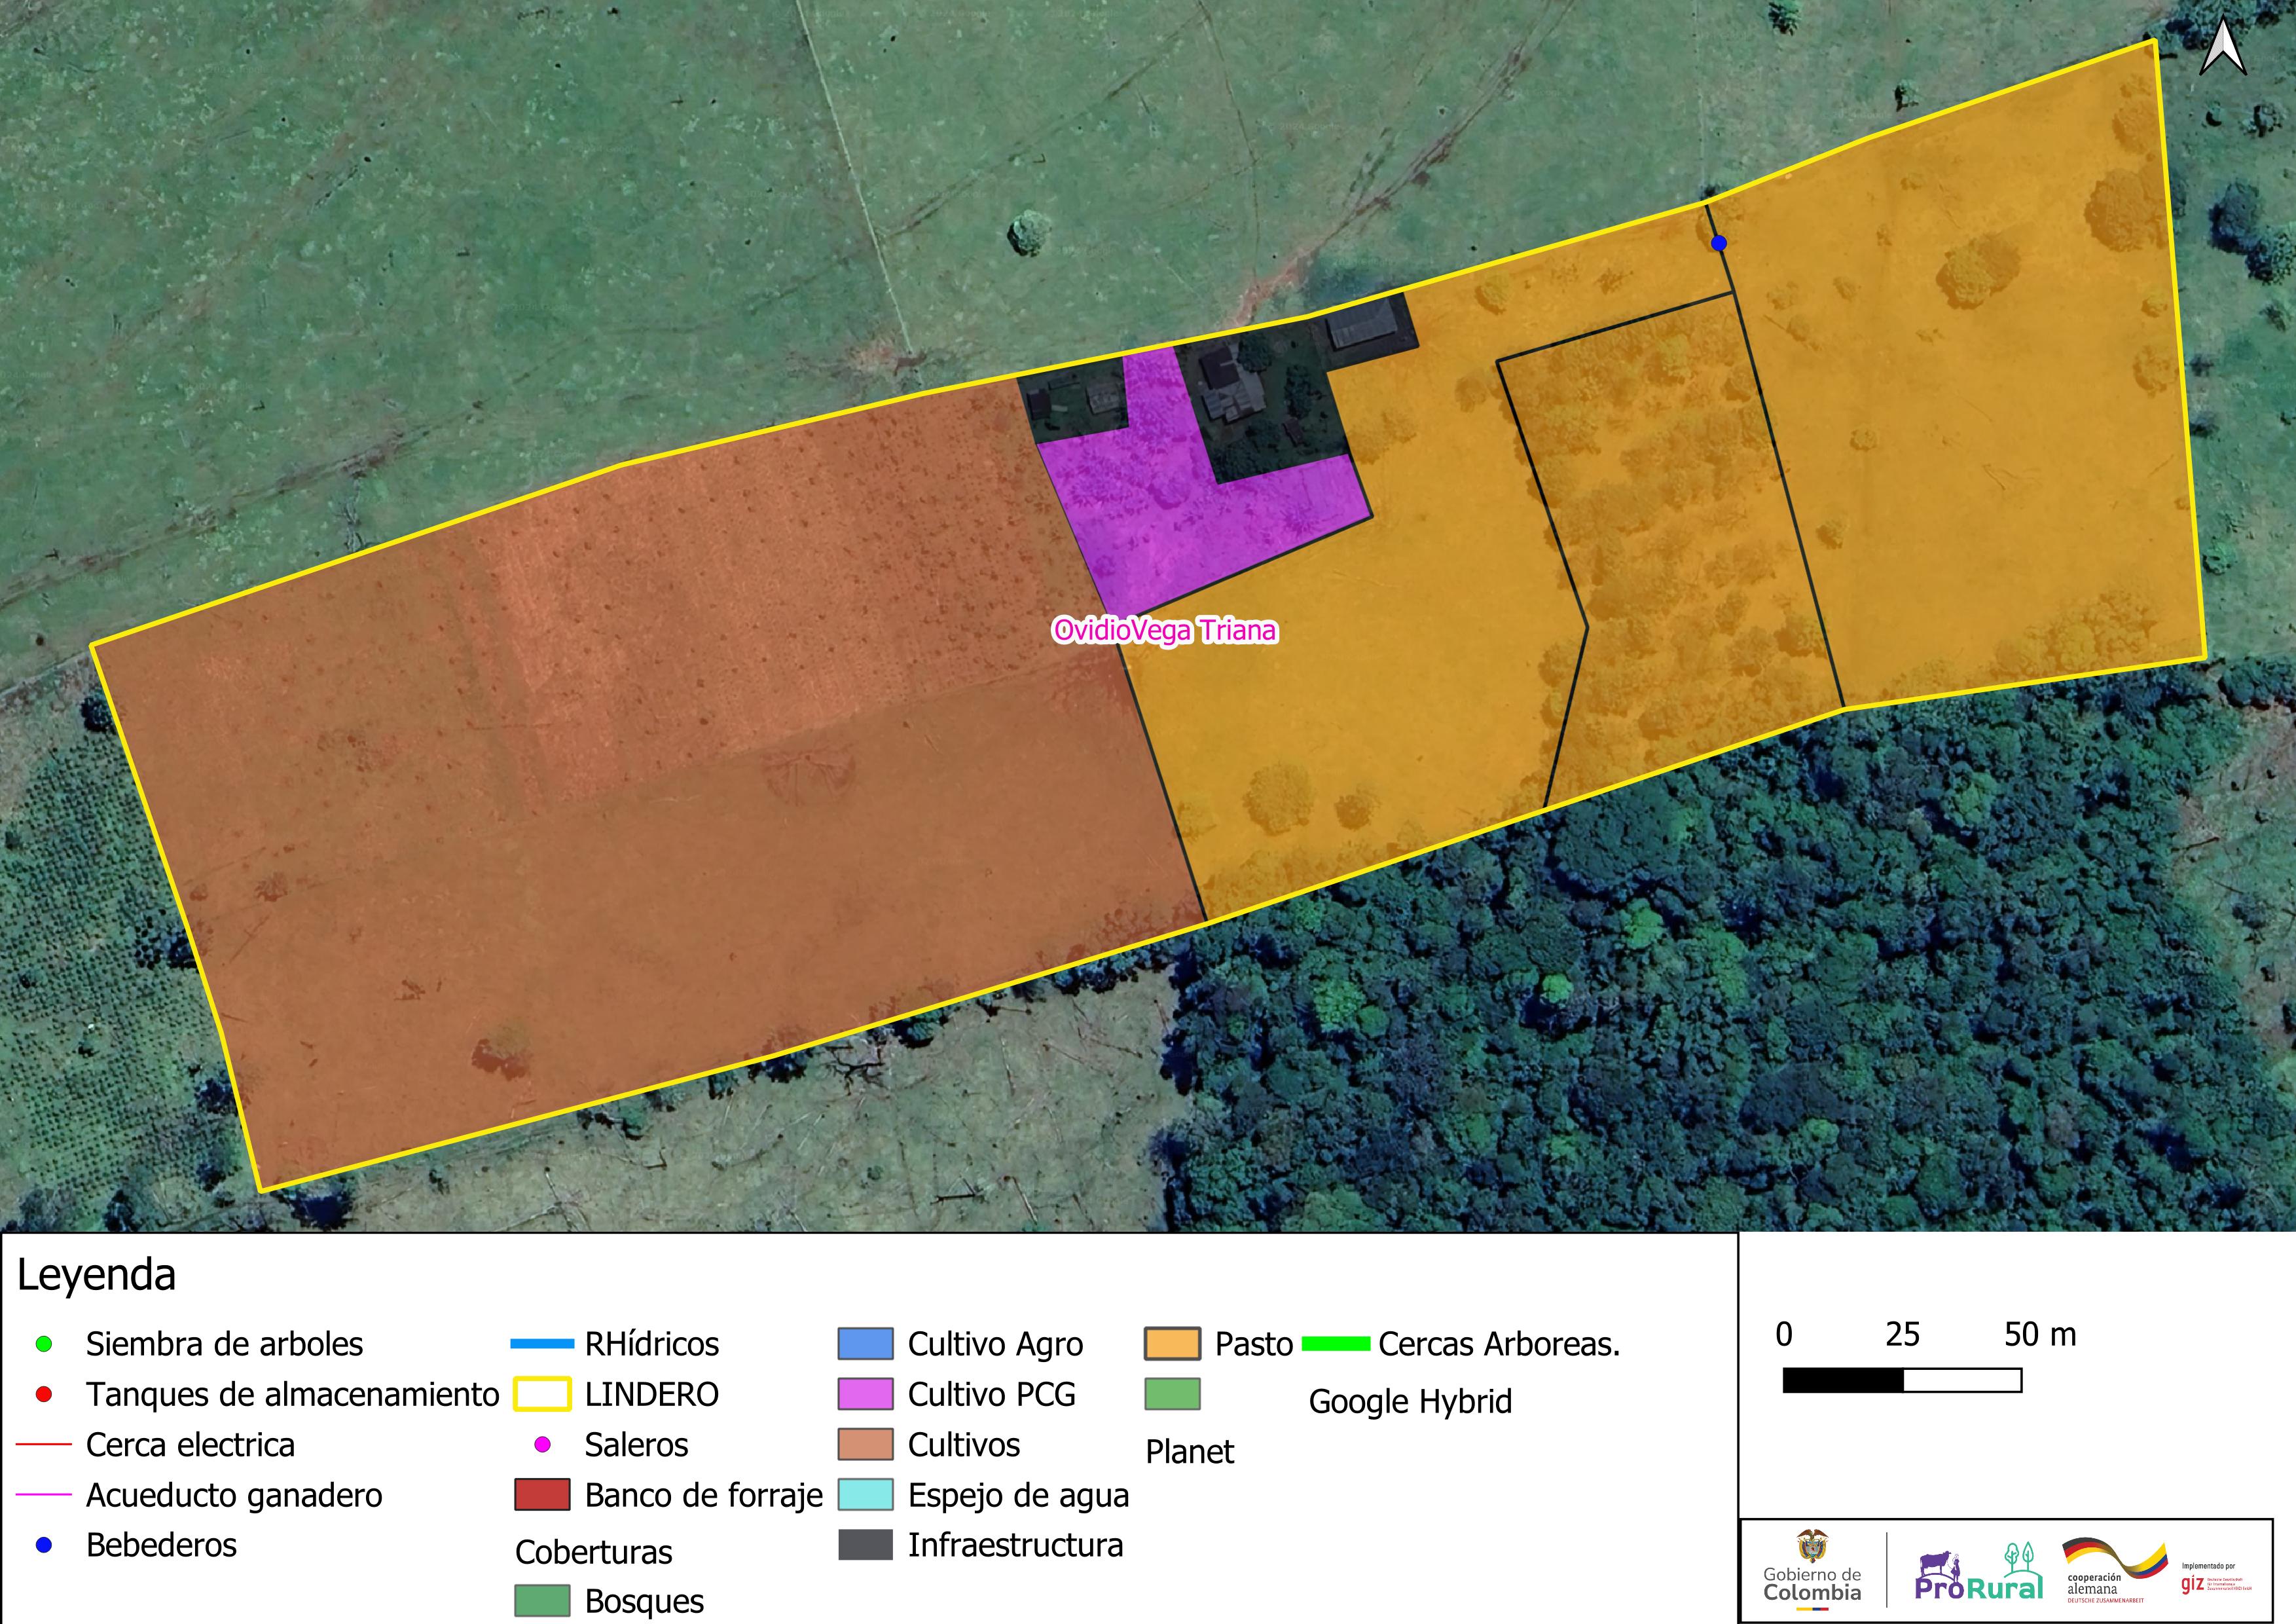 OvidioVega Triana
Leyenda
Siembra de arboles
Tanques de almacenamiento
Cerca electrica
Acueducto ganadero
Bebederos
RHídricos
LINDERO
Saleros
Banco de forraje
Coberturas
Bosques
Cultivo Agro
Cultivo PCG
Cultivos
Espejo de agua
Infraestructura
Pasto
Planet
Cercas Arboreas.
Google Hybrid
0 25 50 m
Gobierno de
Colombia
ProRural
cooperación
alemana
DEUTSCHE ZUSAMMENARBEIT
Implementado por
giz